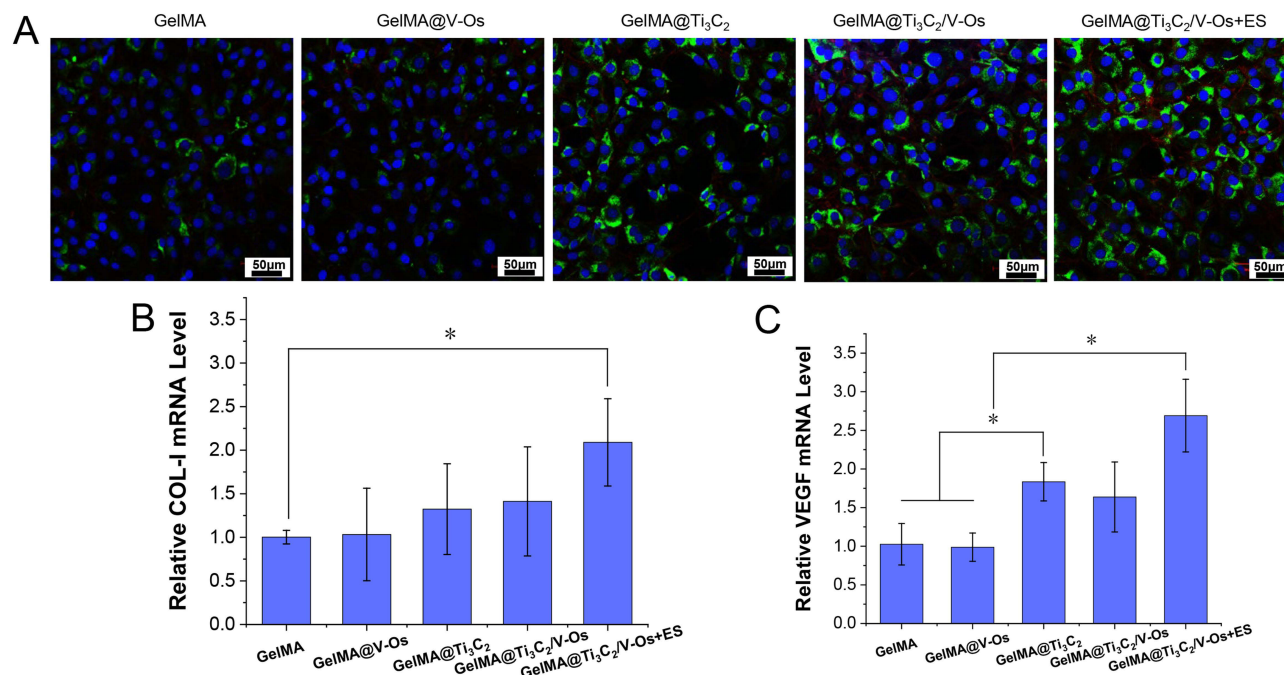 A
GelMA
GelMA@V-Os
GelMA@Ti₃C₂
GelMA@Ti₃C₂/V-Os
GelMA@Ti₃C₂/V-Os+ES
50μm
50μm
50μm
50μm
50μm
B
Relative COL-I mRNA Level
3.5
3.0
2.5
2.0
1.5
1.0
0.5
0.0
*
GelMA
GelMA@V-Os
GelMA@Ti₃C₂
GelMA@Ti₃C₂/V-Os
GelMA@Ti₃C₂/V-Os+ES
C
Relative VEGF mRNA Level
3.5
3.0
2.5
2.0
1.5
1.0
0.5
0.0
*
*
GelMA
GelMA@V-Os
GelMA@Ti₃C₂
GelMA@Ti₃C₂/V-Os
GelMA@Ti₃C₂/V-Os+ES